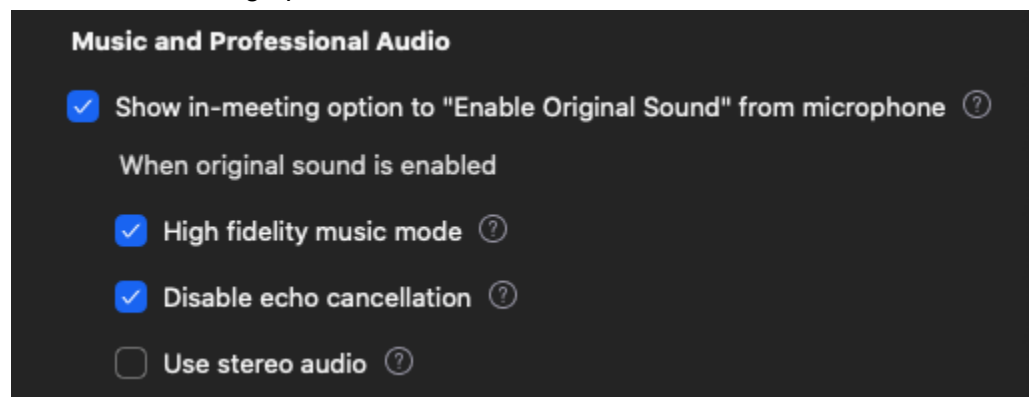 Music and Professional Audio
Show in-meeting option to "Enable Original Sound" from microphone ?
When original sound is enabled
High fidelity music mode ?
Disable echo cancellation ?
Use stereo audio ?